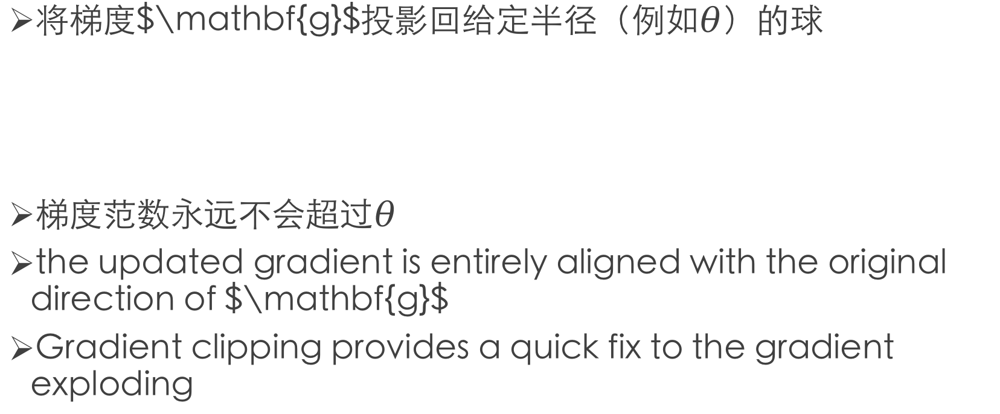 ➢将梯度$\mathbf{g}$投影回给定半径（例如θ）的球
➢梯度范数永远不会超过θ
➢the updated gradient is entirely aligned with the original
direction of $\mathbf{g}$
➢Gradient clipping provides a quick fix to the gradient
exploding